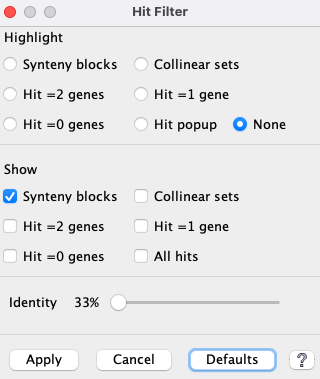 Hit Filter
Highlight
Synteny blocks Collinear sets
Hit =2 genes Hit =1 gene
Hit =0 genes Hit popup None
Show
Synteny blocks Collinear sets
Hit =2 genes Hit =1 gene
Hit =0 genes All hits
Identity 33%
Apply Cancel Defaults ?